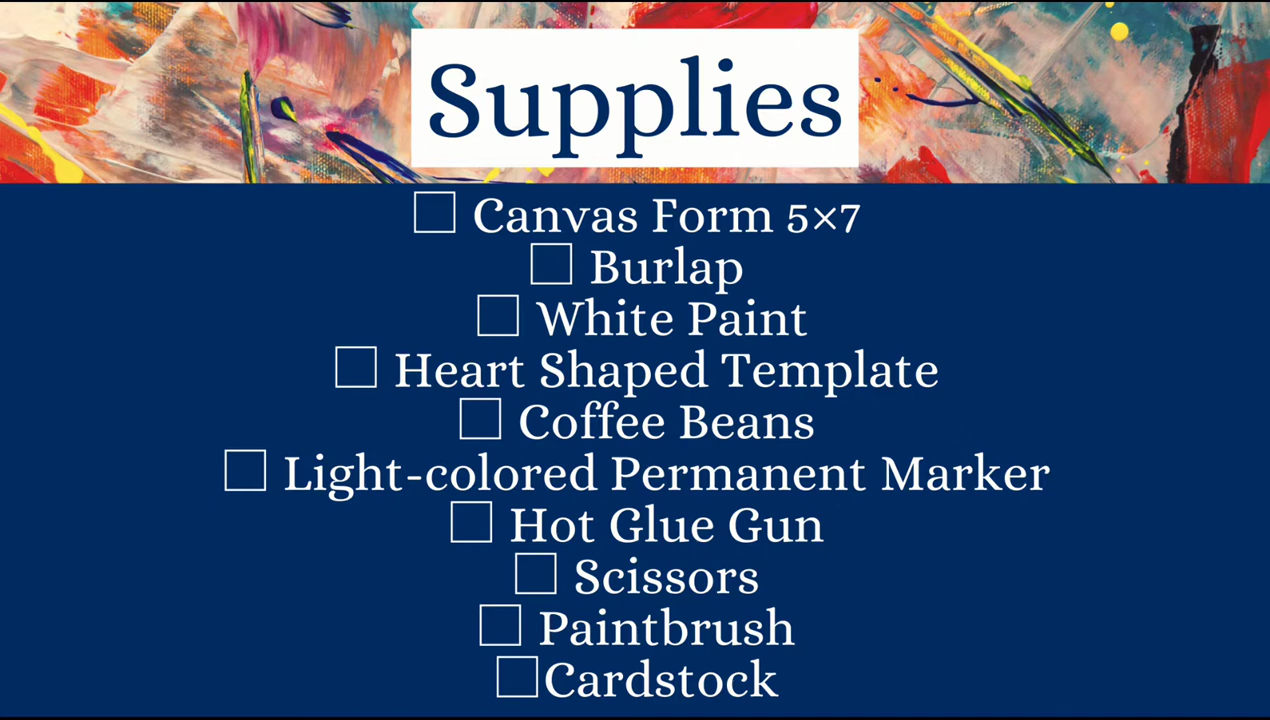 Supplies
☐ Canvas Form 5×7
☐ Burlap
☐ White Paint
☐ Heart Shaped Template
☐ Coffee Beans
☐ Light-colored Permanent Marker
☐ Hot Glue Gun
☐ Scissors
☐ Paintbrush
☐Cardstock